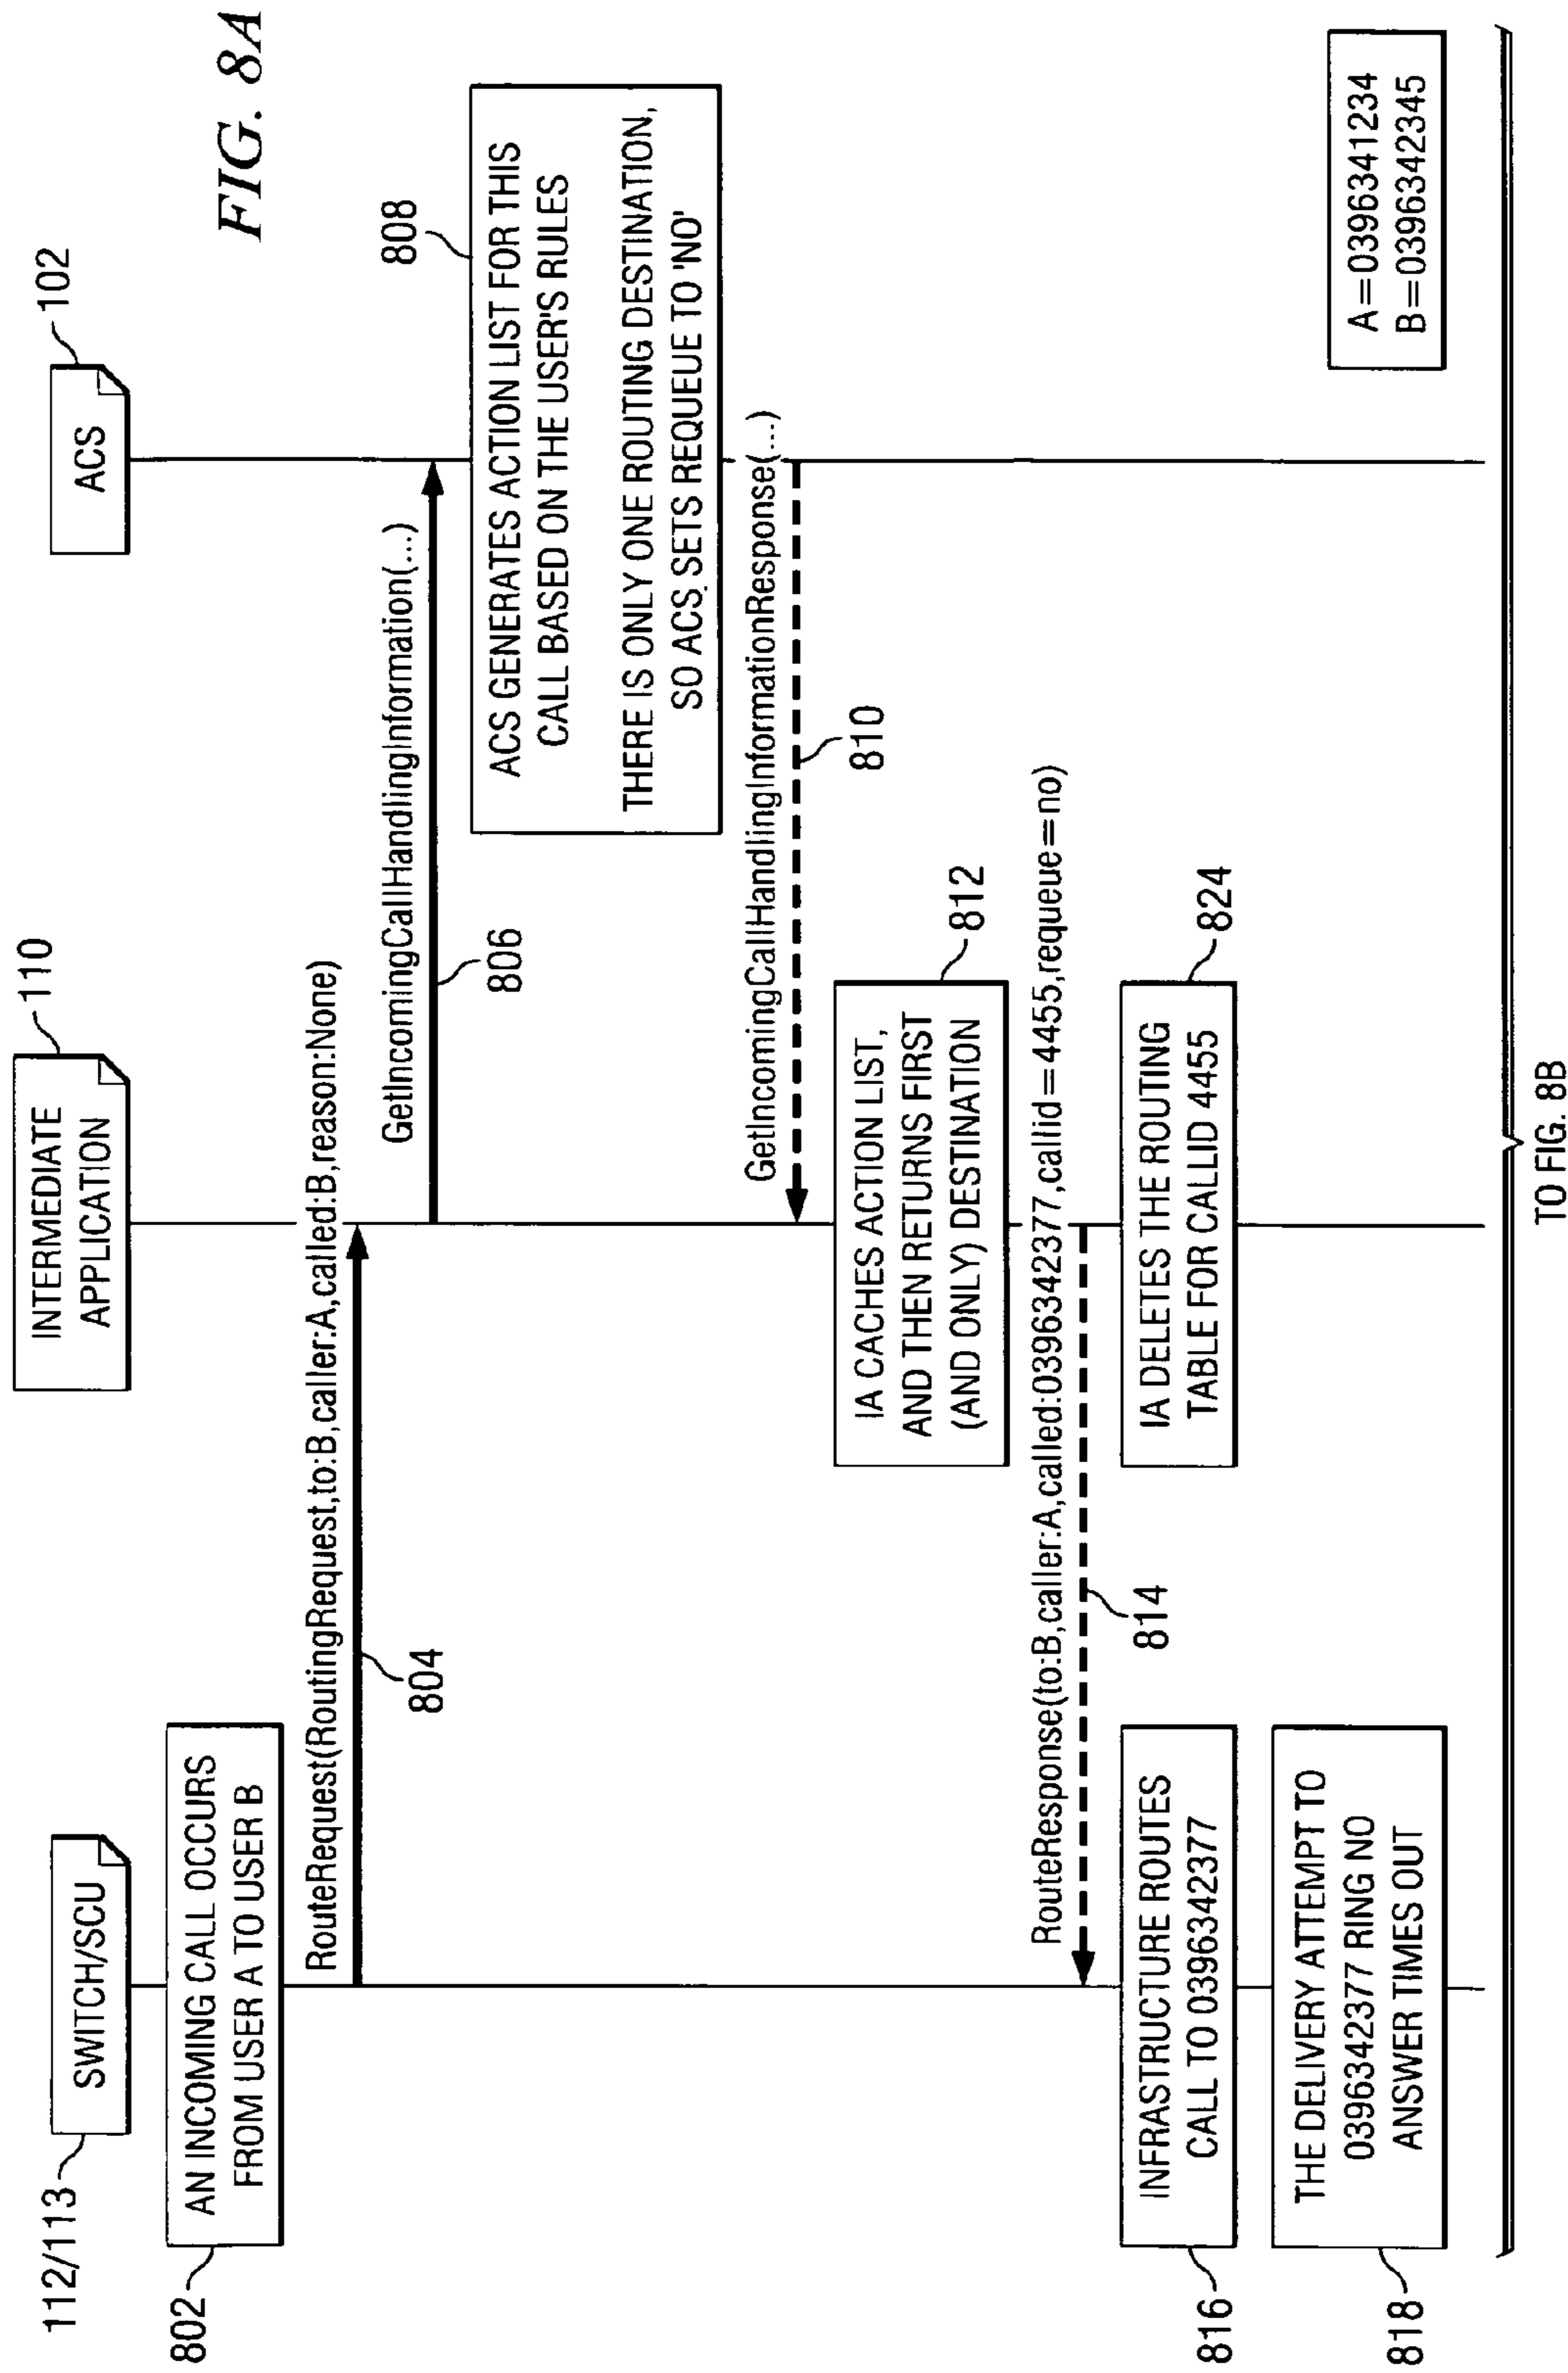 FIG. 8A
112/113
SWITCH/SCU
110
INTERMEDIATE
APPLICATION
102
ACS
802
AN INCOMING CALL OCCURS
FROM USER A TO USER B
RouteRequest(RoutingRequest,to:B,caller:A,called:B,reason:None)
804
GetIncomingCallHandlingInformation(...)
806
808
ACS GENERATES ACTION LIST FOR THIS
CALL BASED ON THE USER'S RULES
THERE IS ONLY ONE ROUTING DESTINATION,
SO ACS SETS REQUEUE TO 'NO'
GetIncomingCallHandlingInformationResponse(...)
810
IA CACHES ACTION LIST,
AND THEN RETURNS FIRST
(AND ONLY) DESTINATION
812
RouteResponse(to:B,caller:A,called:0396342377,callid=4455,requeue=no)
814
816
INFRASTRUCTURE ROUTES
CALL TO 0396342377
IA DELETES THE ROUTING
TABLE FOR CALLID 4455
824
818
THE DELIVERY ATTEMPT TO
0396342377 RING NO
ANSWER TIMES OUT
A=0396341234
B=0396342345
TO FIG. 8B